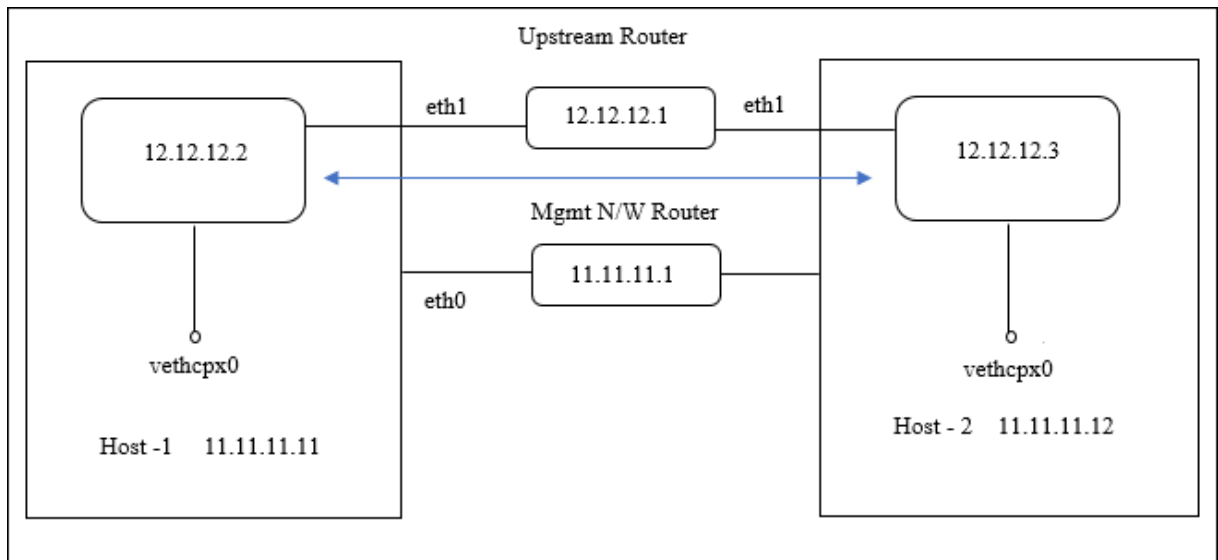 Upstream Router
eth1
12.12.12.1
eth1
12.12.12.2
12.12.12.3
Mgmt N/W Router
11.11.11.1
eth0
vethcpx0
vethcpx0
Host -1 11.11.11.11
Host - 2 11.11.11.12